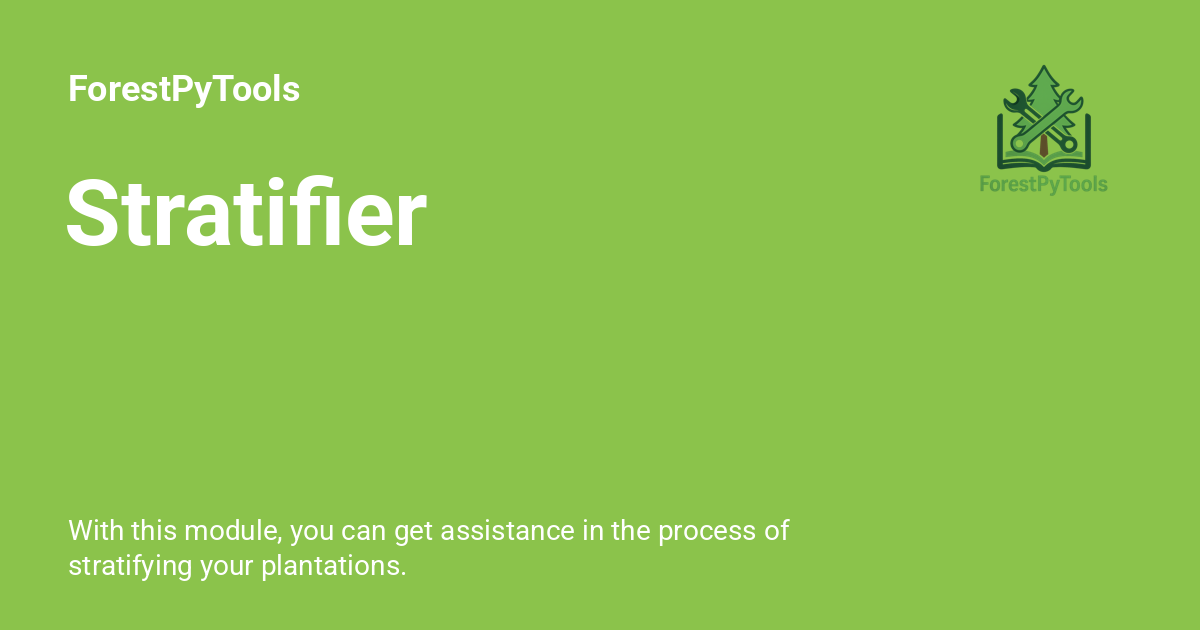 ForestPyTools
ForestPyTools
Stratifier
With this module, you can get assistance in the process of
stratifying your plantations.